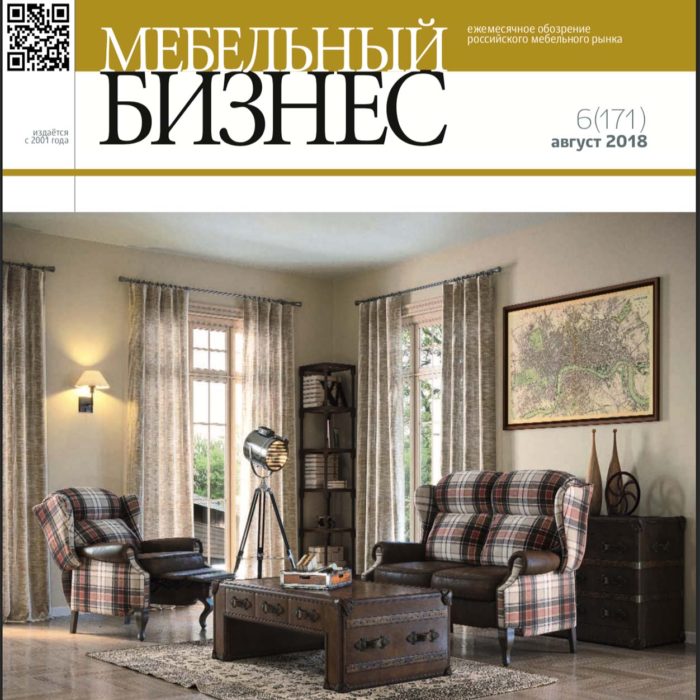 МЕБЕЛЬНЫЙ
БИЗНЕС
ежемесячное обозрение
российского мебельного рынка
издаётся
с 2001 года
6(171)
август 2018